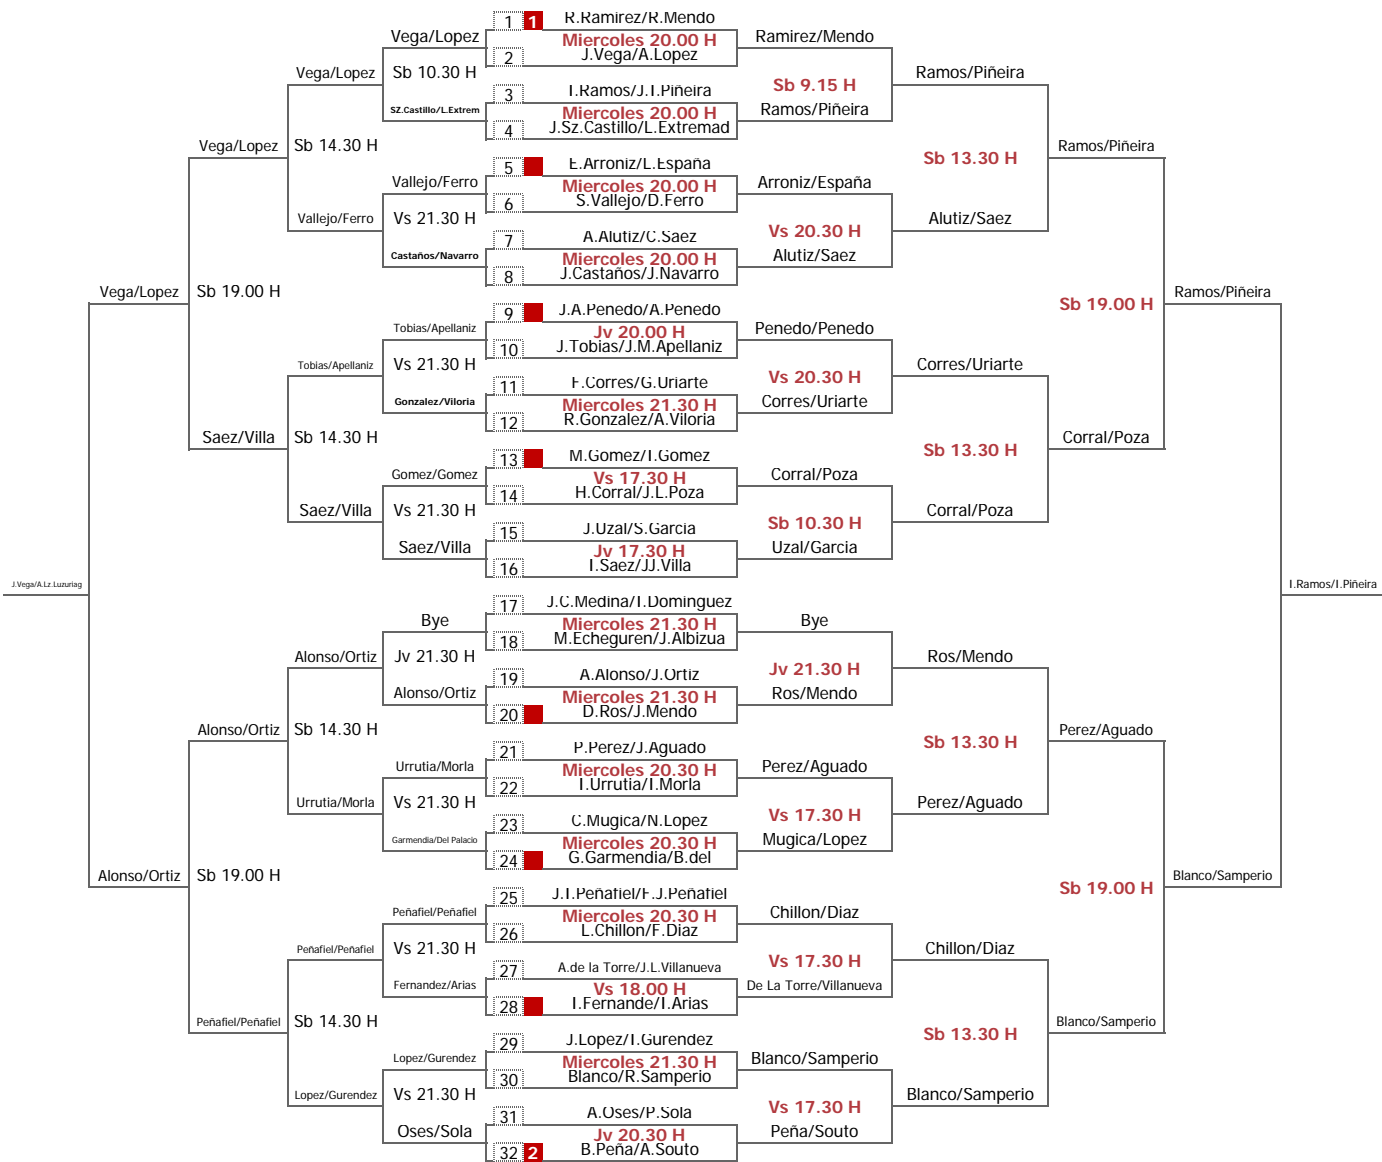 1 1 R.Ramirez/R.Mendo
Vega/Lopez Miercoles 20.00 H Ramirez/Mendo
2 J.Vega/A.Lopez
Vega/Lopez Sb 10.30 H Sb 9.15 H Ramos/Piñeira
3 I.Ramos/J.I.Piñeira
SZ.Castillo/L.Extrem Miercoles 20.00 H Ramos/Piñeira
4 J.Sz.Castillo/L.Extremad
Vega/Lopez Sb 14.30 H Sb 13.30 H Ramos/Piñeira
5 E.Arroniz/L.España
Vallejo/Ferro Miercoles 20.00 H Arroniz/España
6 S.Vallejo/D.Ferro
Vallejo/Ferro Vs 21.30 H Vs 20.30 H Alutiz/Saez
7 A.Alutiz/C.Saez
Castaños/Navarro Miercoles 20.00 H Alutiz/Saez
8 J.Castaños/J.Navarro
Vega/Lopez Sb 19.00 H Sb 19.00 H Ramos/Piñeira
9 J.A.Penedo/A.Penedo
Tobias/Apellaniz Jv 20.00 H Penedo/Penedo
10 J.Tobias/J.M.Apellaniz
Tobias/Apellaniz Vs 21.30 H Vs 20.30 H Corres/Uriarte
11 F.Corres/G.Uriarte
Gonzalez/Viloria Miercoles 21.30 H Corres/Uriarte
12 R.Gonzalez/A.Viloria
Saez/Villa Sb 14.30 H Sb 13.30 H Corral/Poza
13 M.Gomez/I.Gomez
Gomez/Gomez Vs 17.30 H Corral/Poza
14 H.Corral/J.L.Poza
Saez/Villa Vs 21.30 H Sb 10.30 H Corral/Poza
15 J.Uzal/S.Garcia
Saez/Villa Jv 17.30 H Uzal/Garcia
16 I.Saez/JJ.Villa
J.Vega/A.Lz.Luzuriag I.Ramos/I.Piñeira
17 J.C.Medina/I.Dominguez
Bye Miercoles 21.30 H Bye
18 M.Echeguren/J.Albizua
Alonso/Ortiz Jv 21.30 H Jv 21.30 H Ros/Mendo
19 A.Alonso/J.Ortiz
Alonso/Ortiz Miercoles 21.30 H Ros/Mendo
20 D.Ros/J.Mendo
Alonso/Ortiz Sb 14.30 H Sb 13.30 H Perez/Aguado
21 P.Perez/J.Aguado
Urrutia/Morla Miercoles 20.30 H Perez/Aguado
22 I.Urrutia/I.Morla
Urrutia/Morla Vs 21.30 H Vs 17.30 H Perez/Aguado
23 C.Mugica/N.Lopez
Garmendia/Del Palacio Miercoles 20.30 H Mugica/Lopez
24 G.Garmendia/B.del
Alonso/Ortiz Sb 19.00 H Sb 19.00 H Blanco/Samperio
25 J.I.Peñafiel/F.J.Peñafiel
Peñafiel/Peñafiel Miercoles 20.30 H Chillon/Diaz
26 L.Chillon/F.Diaz
Peñafiel/Peñafiel Vs 21.30 H Vs 17.30 H Chillon/Diaz
27 A.de la Torre/J.L.Villanueva
Fernandez/Arias Vs 18.00 H De La Torre/Villanueva
28 I.Fernande/I.Arias
Peñafiel/Peñafiel Sb 14.30 H Sb 13.30 H Blanco/Samperio
29 J.Lopez/I.Gurendez
Lopez/Gurendez Miercoles 21.30 H Blanco/Samperio
30 Blanco/R.Samperio
Lopez/Gurendez Vs 21.30 H Vs 17.30 H Blanco/Samperio
31 A.Oses/P.Sola
Oses/Sola Jv 20.30 H Peña/Souto
32 2 B.Peña/A.Souto